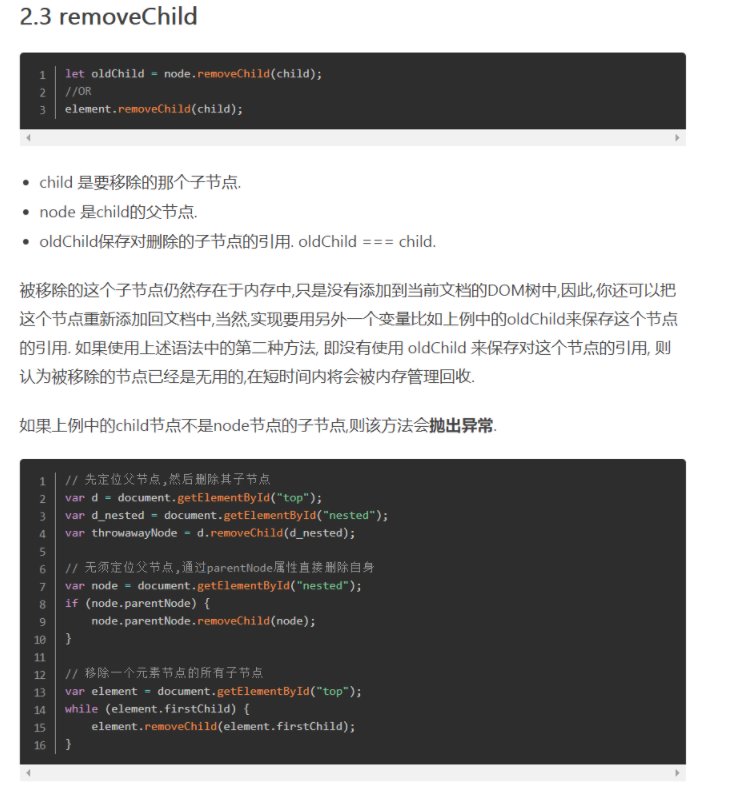 2.3 removeChild
1 let oldChild = node.removeChild(child);
2 //OR
3 element.removeChild(child);
• child 是要移除的那个子节点.
• node 是child的父节点.
• oldChild保存对删除的子节点的引用. oldChild === child.
被移除的这个子节点仍然存在于内存中,只是没有添加到当前文档的DOM树中,因此,你还可以把
这个节点重新添加回文档中,当然,实现要用另外一个变量比如上例中的oldChild来保存这个节点
的引用. 如果使用上述语法中的第二种方法, 即没有使用 oldChild 来保存对这个节点的引用, 则
认为被移除的节点已经是无用的,在短时间内将会被内存管理回收.
如果上例中的child节点不是node节点的子节点,则该方法会抛出异常.
1 // 先定位父节点,然后删除其子节点
2 var d = document.getElementById("top");
3 var d_nested = document.getElementById("nested");
4 var throwawayNode = d.removeChild(d_nested);
5
6 // 无须定位父节点,通过parentNode属性直接删除自身
7 var node = document.getElementById("nested");
8 if (node.parentNode) {
9     node.parentNode.removeChild(node);
10 }
11
12 // 移除一个元素节点的所有子节点
13 var element = document.getElementById("top");
14 while (element.firstChild) {
15     element.removeChild(element.firstChild);
16 }